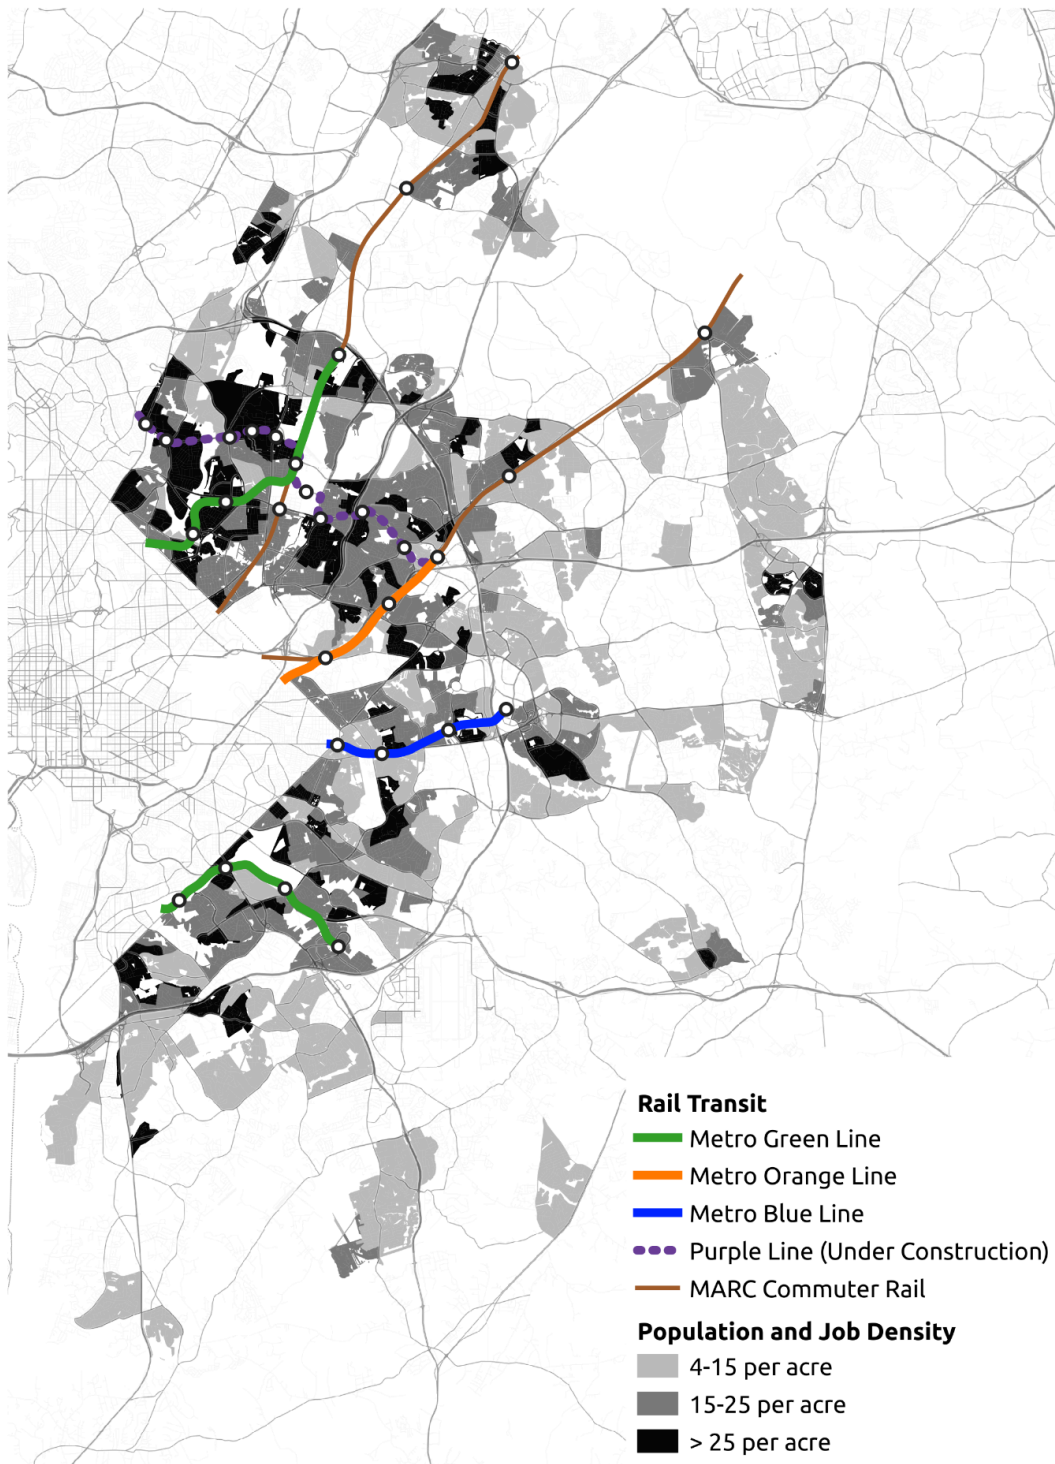 Rail Transit
Metro Green Line
Metro Orange Line
Metro Blue Line
Purple Line (Under Construction)
MARC Commuter Rail
Population and Job Density
4-15 per acre
15-25 per acre
> 25 per acre